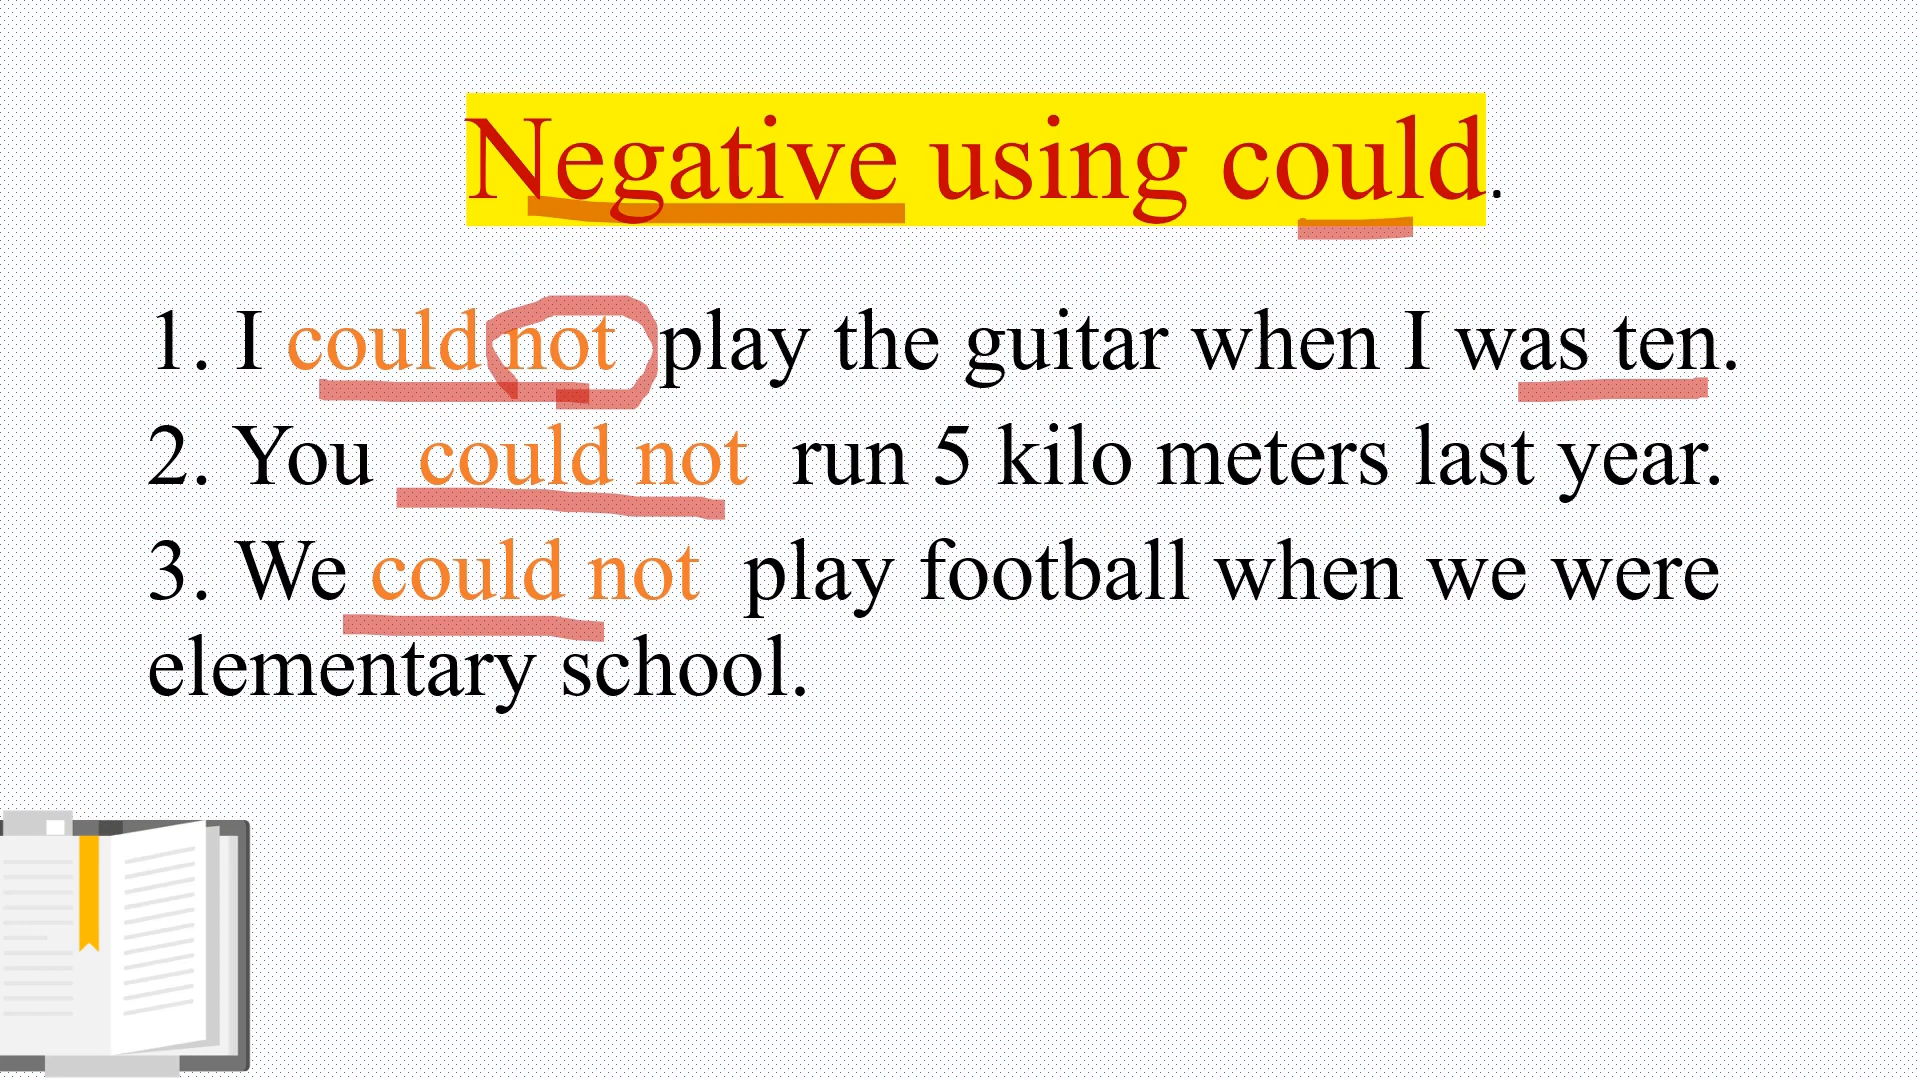 Negative using could.
1. I could not play the guitar when I was ten.
2. You could not run 5 kilo meters last year.
3. We could not play football when we were
elementary school.